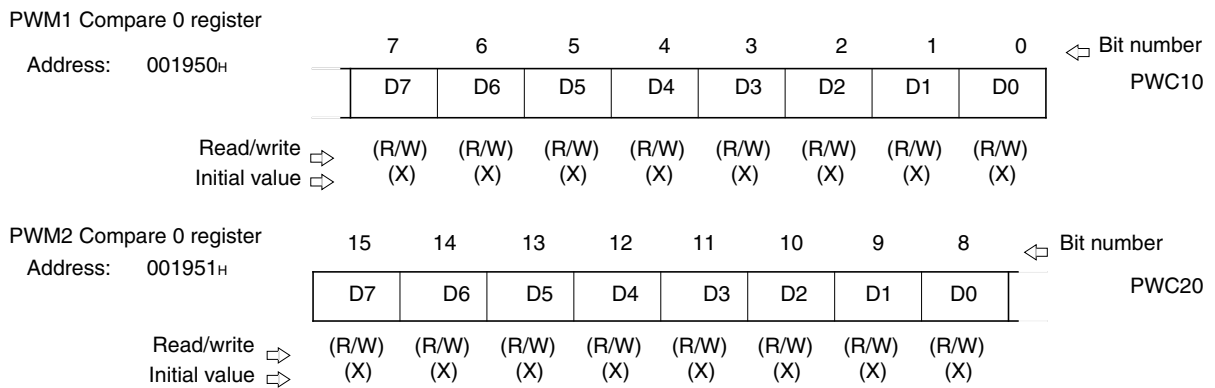 PWM1 Compare 0 register
7 6 5 4 3 2 1 0 Bit number
Address: 001950H
D7 D6 D5 D4 D3 D2 D1 D0 PWC10
Read/write (R/W) (R/W) (R/W) (R/W) (R/W) (R/W) (R/W) (R/W)
Initial value (X) (X) (X) (X) (X) (X) (X) (X)
PWM2 Compare 0 register
15 14 13 12 11 10 9 8 Bit number
Address: 001951H
D7 D6 D5 D4 D3 D2 D1 D0 PWC20
Read/write (R/W) (R/W) (R/W) (R/W) (R/W) (R/W) (R/W) (R/W)
Initial value (X) (X) (X) (X) (X) (X) (X) (X)